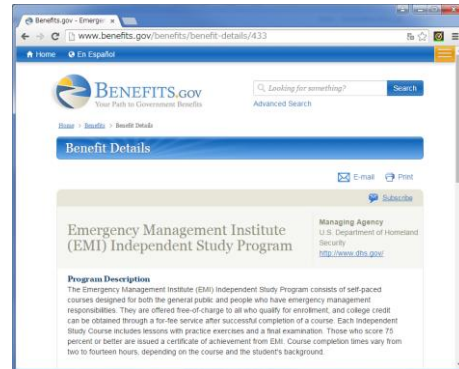 Benefits.gov - Emerger
www.benefits.gov/benefits/benefit-details/433
Home En Español
BENEFITS.GOV
Your Path to Government Benefits
Looking for something? Search
Advanced Search
Home > Benefits > Benefit Details
Benefit Details
E-mail Print
Subscribe
Emergency Management Institute
(EMI) Independent Study Program
Managing Agency
U.S. Department of Homeland
Security
http://www.dhs.gov/
Program Description
The Emergency Management Institute (EMI) Independent Study Program consists of self-paced
courses designed for both the general public and people who have emergency management
responsibilities. They are offered free-of-charge to all who qualify for enrollment, and college credit
can be obtained through a for-fee service after successful completion of a course. Each Independent
Study Course includes lessons with practice exercises and a final examination. Those who score 75
percent or better are issued a certificate of achievement from EMI. Course completion times vary from
two to fourteen hours, depending on the course and the student's background.